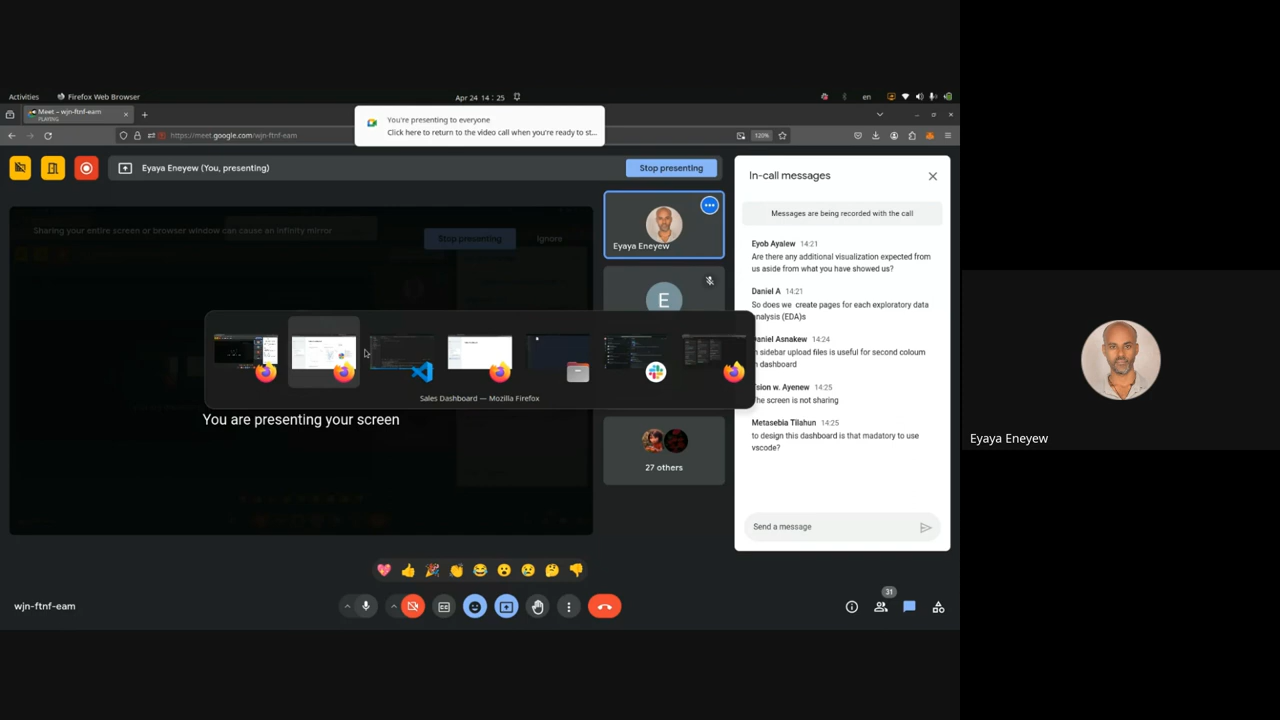 Activities
Firefox Web Browser
Apr 24 14:25
en
Meet – wjn-ftnf-eam
PLAYING
You're presenting to everyone
Click here to return to the video call when you're ready to st...
https://meet.google.com/wjn-ftnf-eam
120%
Eyaya Eneyew (You, presenting)
Stop presenting
In-call messages
Messages are being recorded with the call
Sharing your entire screen or browser window can cause an infinity mirror
Stop presenting
Ignore
Eyaya Eneyew
E
Eyob Ayalew 14:21
Are there any additional visualization expected from
us aside from what you have showed us?
Daniel A 14:21
So does we create pages for each exploratory data
analysis (EDA)s
Daniel Asnakew 14:24
sidebar upload files is useful for second coloum
dashboard
w. Ayenew 14:25
The screen is not sharing
Metasebia Tilahun 14:25
to design this dashboard is that madatory to use
vscode?
Sales Dashboard — Mozilla Firefox
You are presenting your screen
27 others
Send a message
wjn-ftnf-eam
31
Eyaya Eneyew